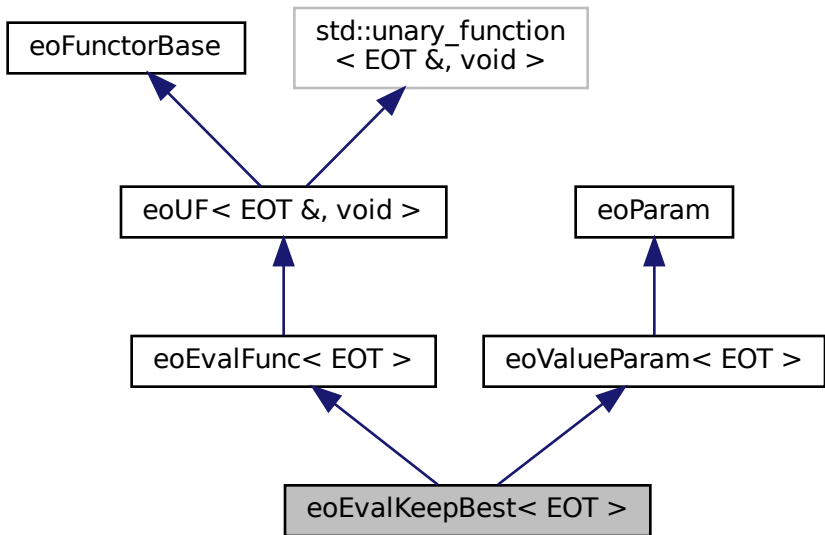 eoFunctorBase
std::unary_function
< EOT &, void >
eoUF< EOT &, void >
eoParam
eoEvalFunc< EOT >
eoValueParam< EOT >
eoEvalKeepBest< EOT >